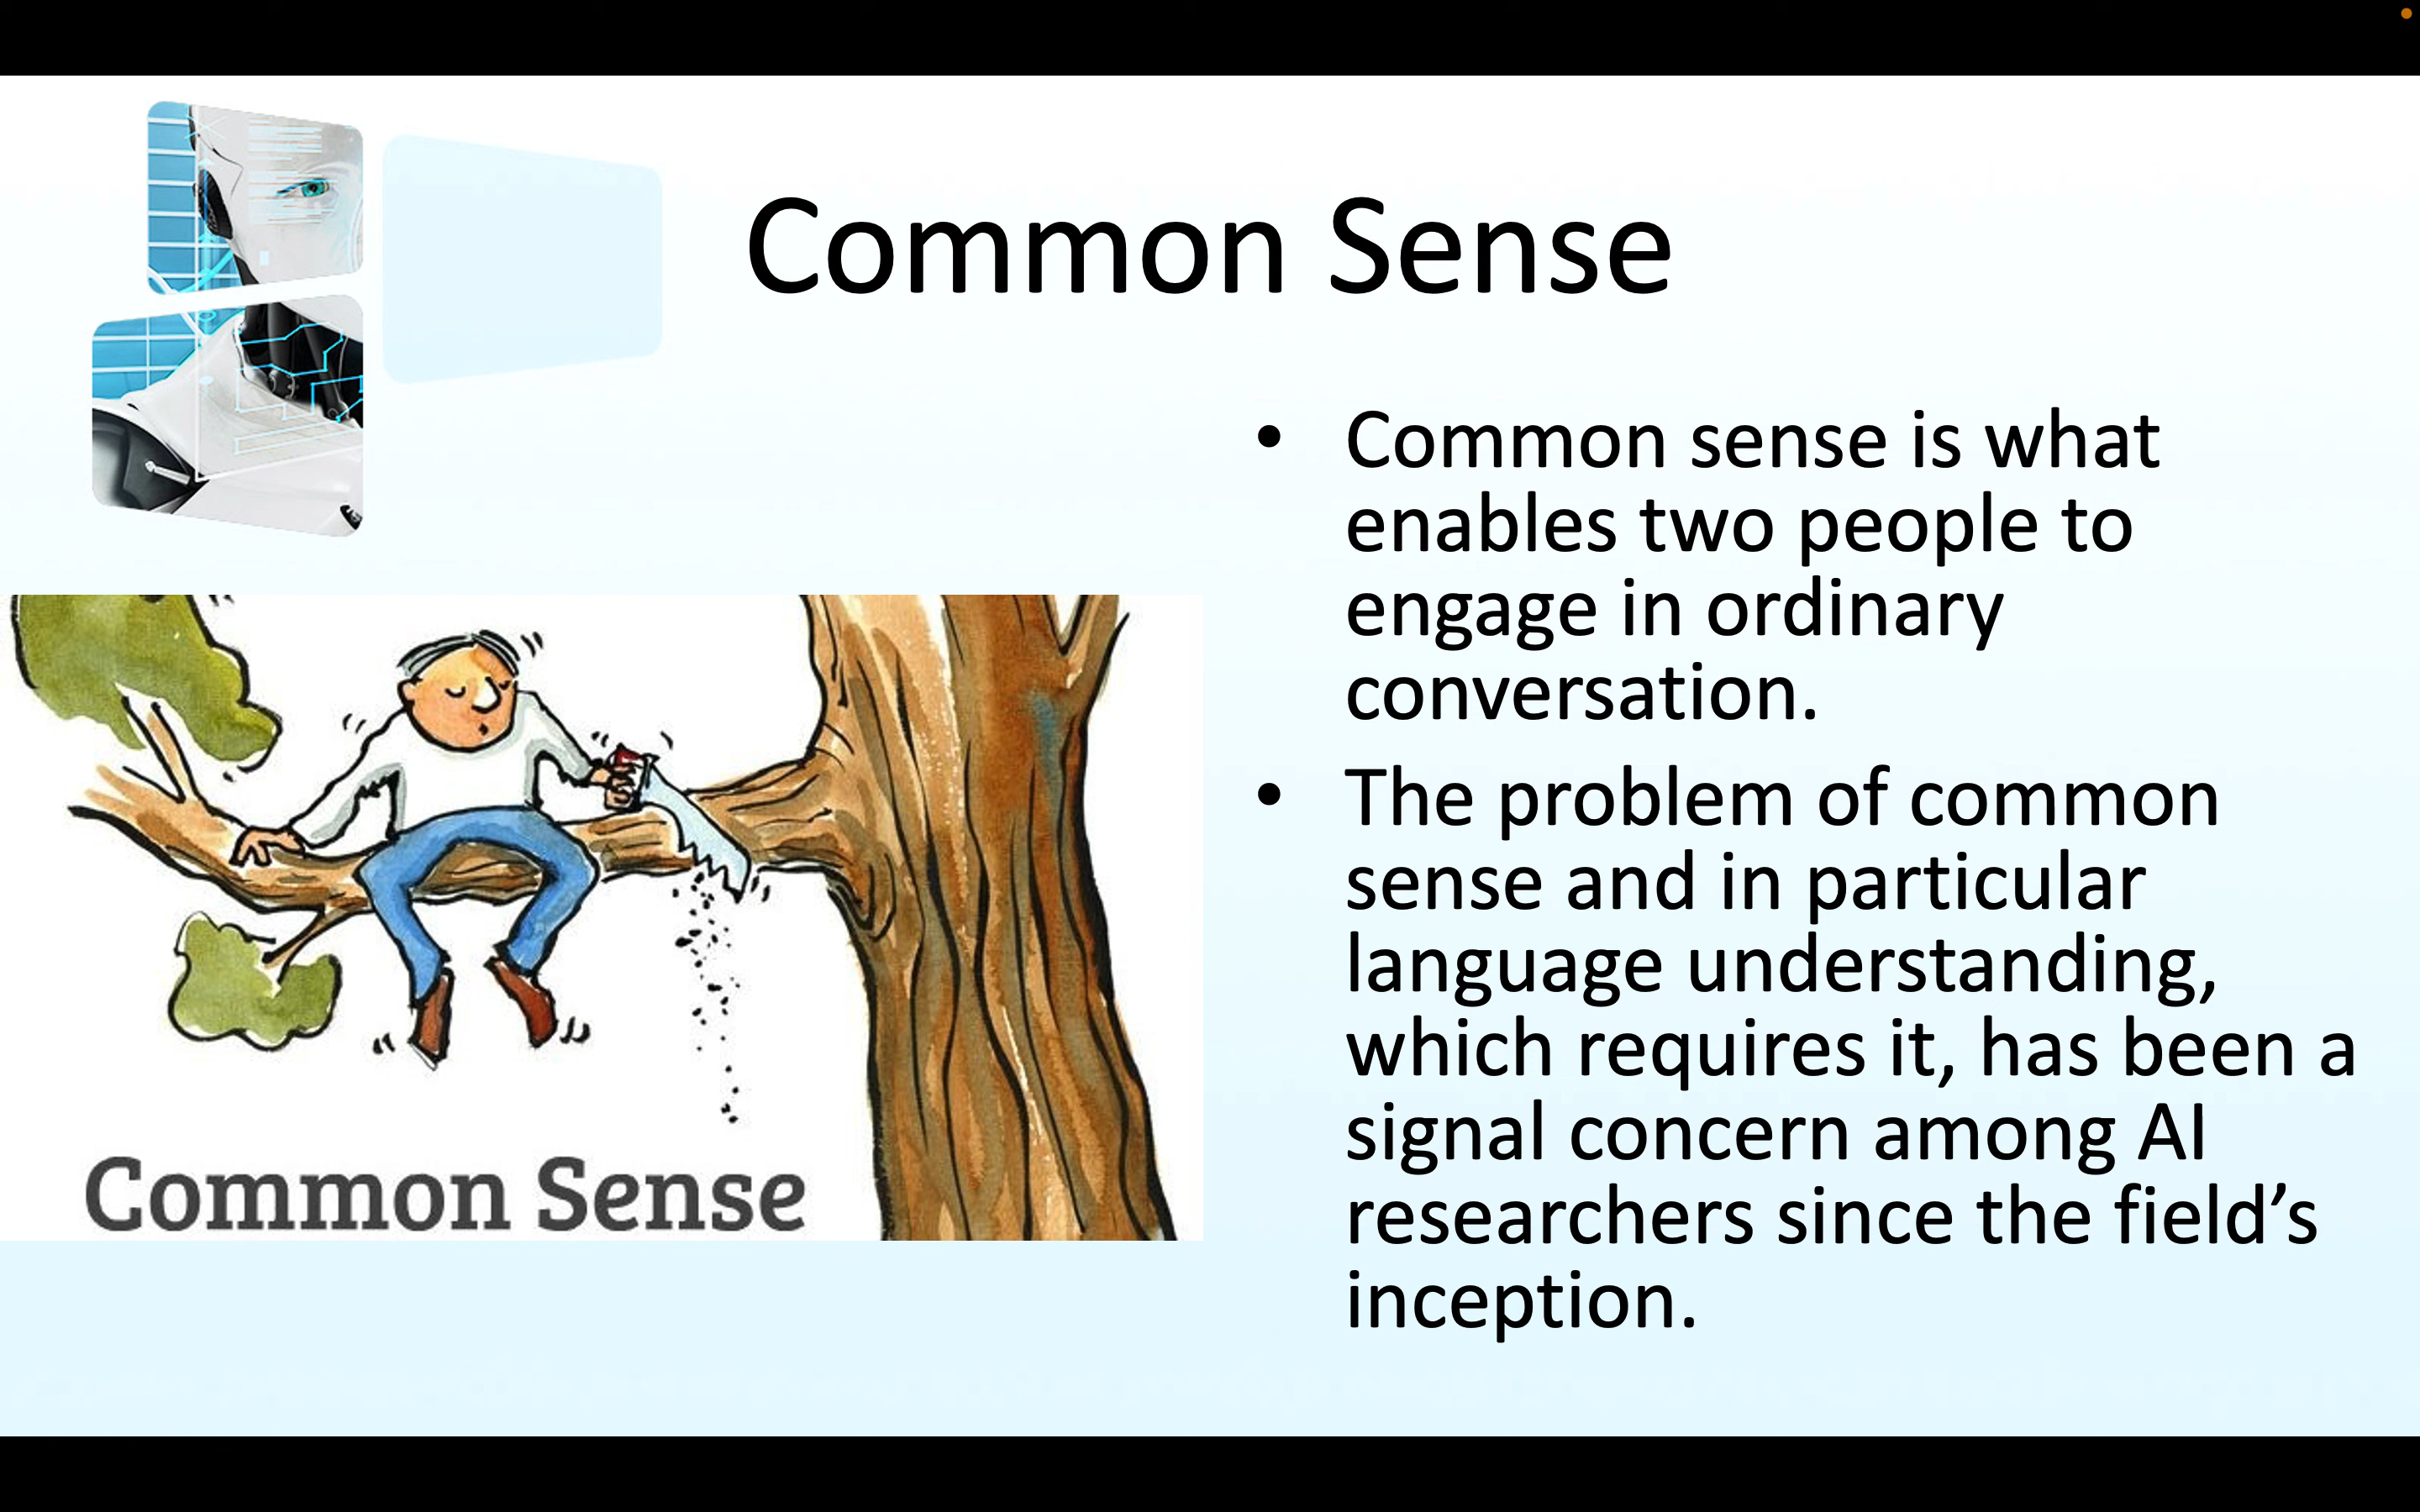 Common Sense
• Common sense is what
enables two people to
engage in ordinary
conversation.
• The problem of common
sense and in particular
language understanding,
which requires it, has been a
signal concern among AI
researchers since the field’s
inception.
Common Sense